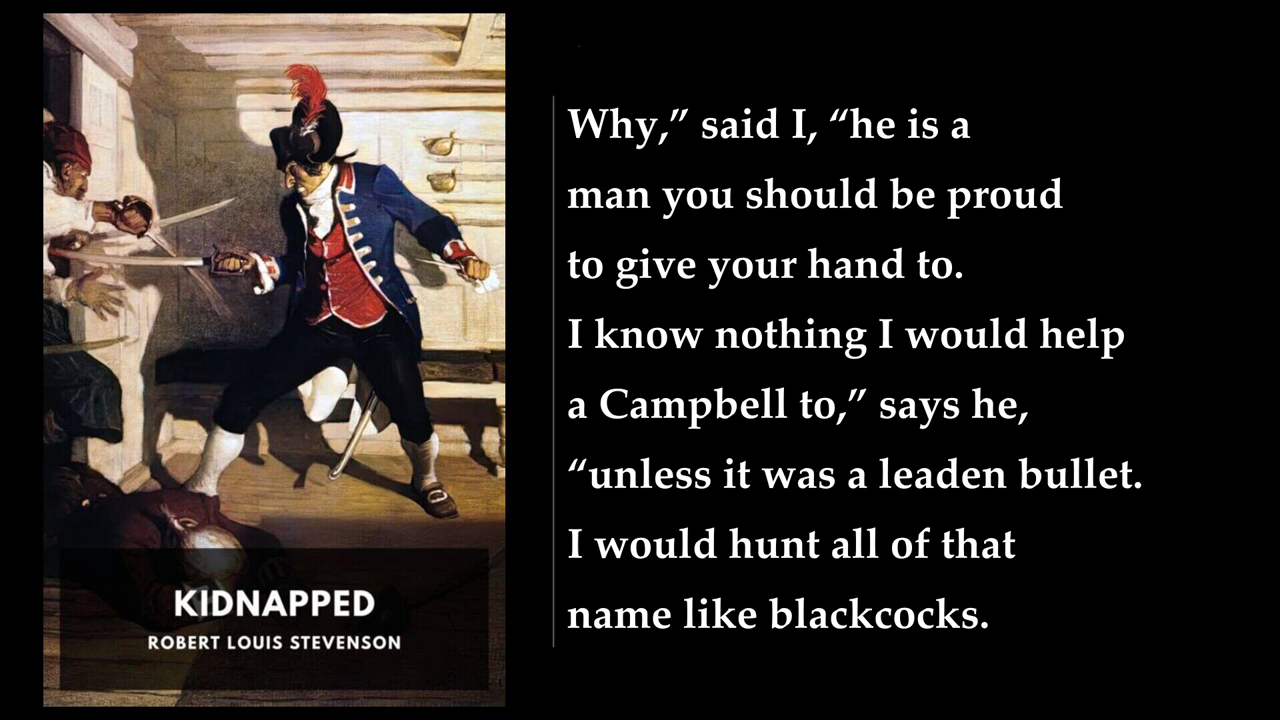 KIDNAPPED
ROBERT LOUIS STEVENSON
Why,” said I, “he is a
man you should be proud
to give your hand to.
I know nothing I would help
a Campbell to,” says he,
“unless it was a leaden bullet.
I would hunt all of that
name like blackcocks.